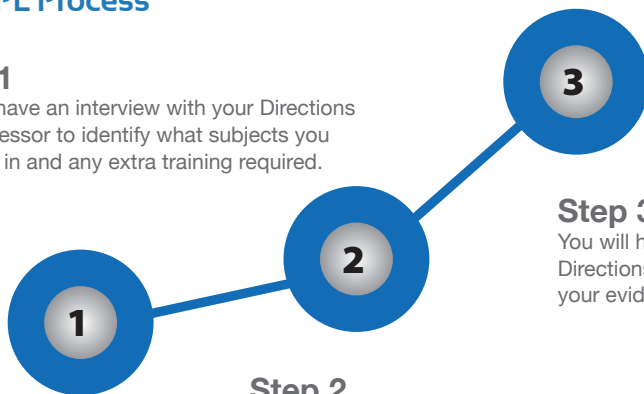 PL Process
1
have an interview with your Directions
essor to identify what subjects you
in and any extra training required.
3
2
1
Step 3
You will h
Directions
your evid
Step 2